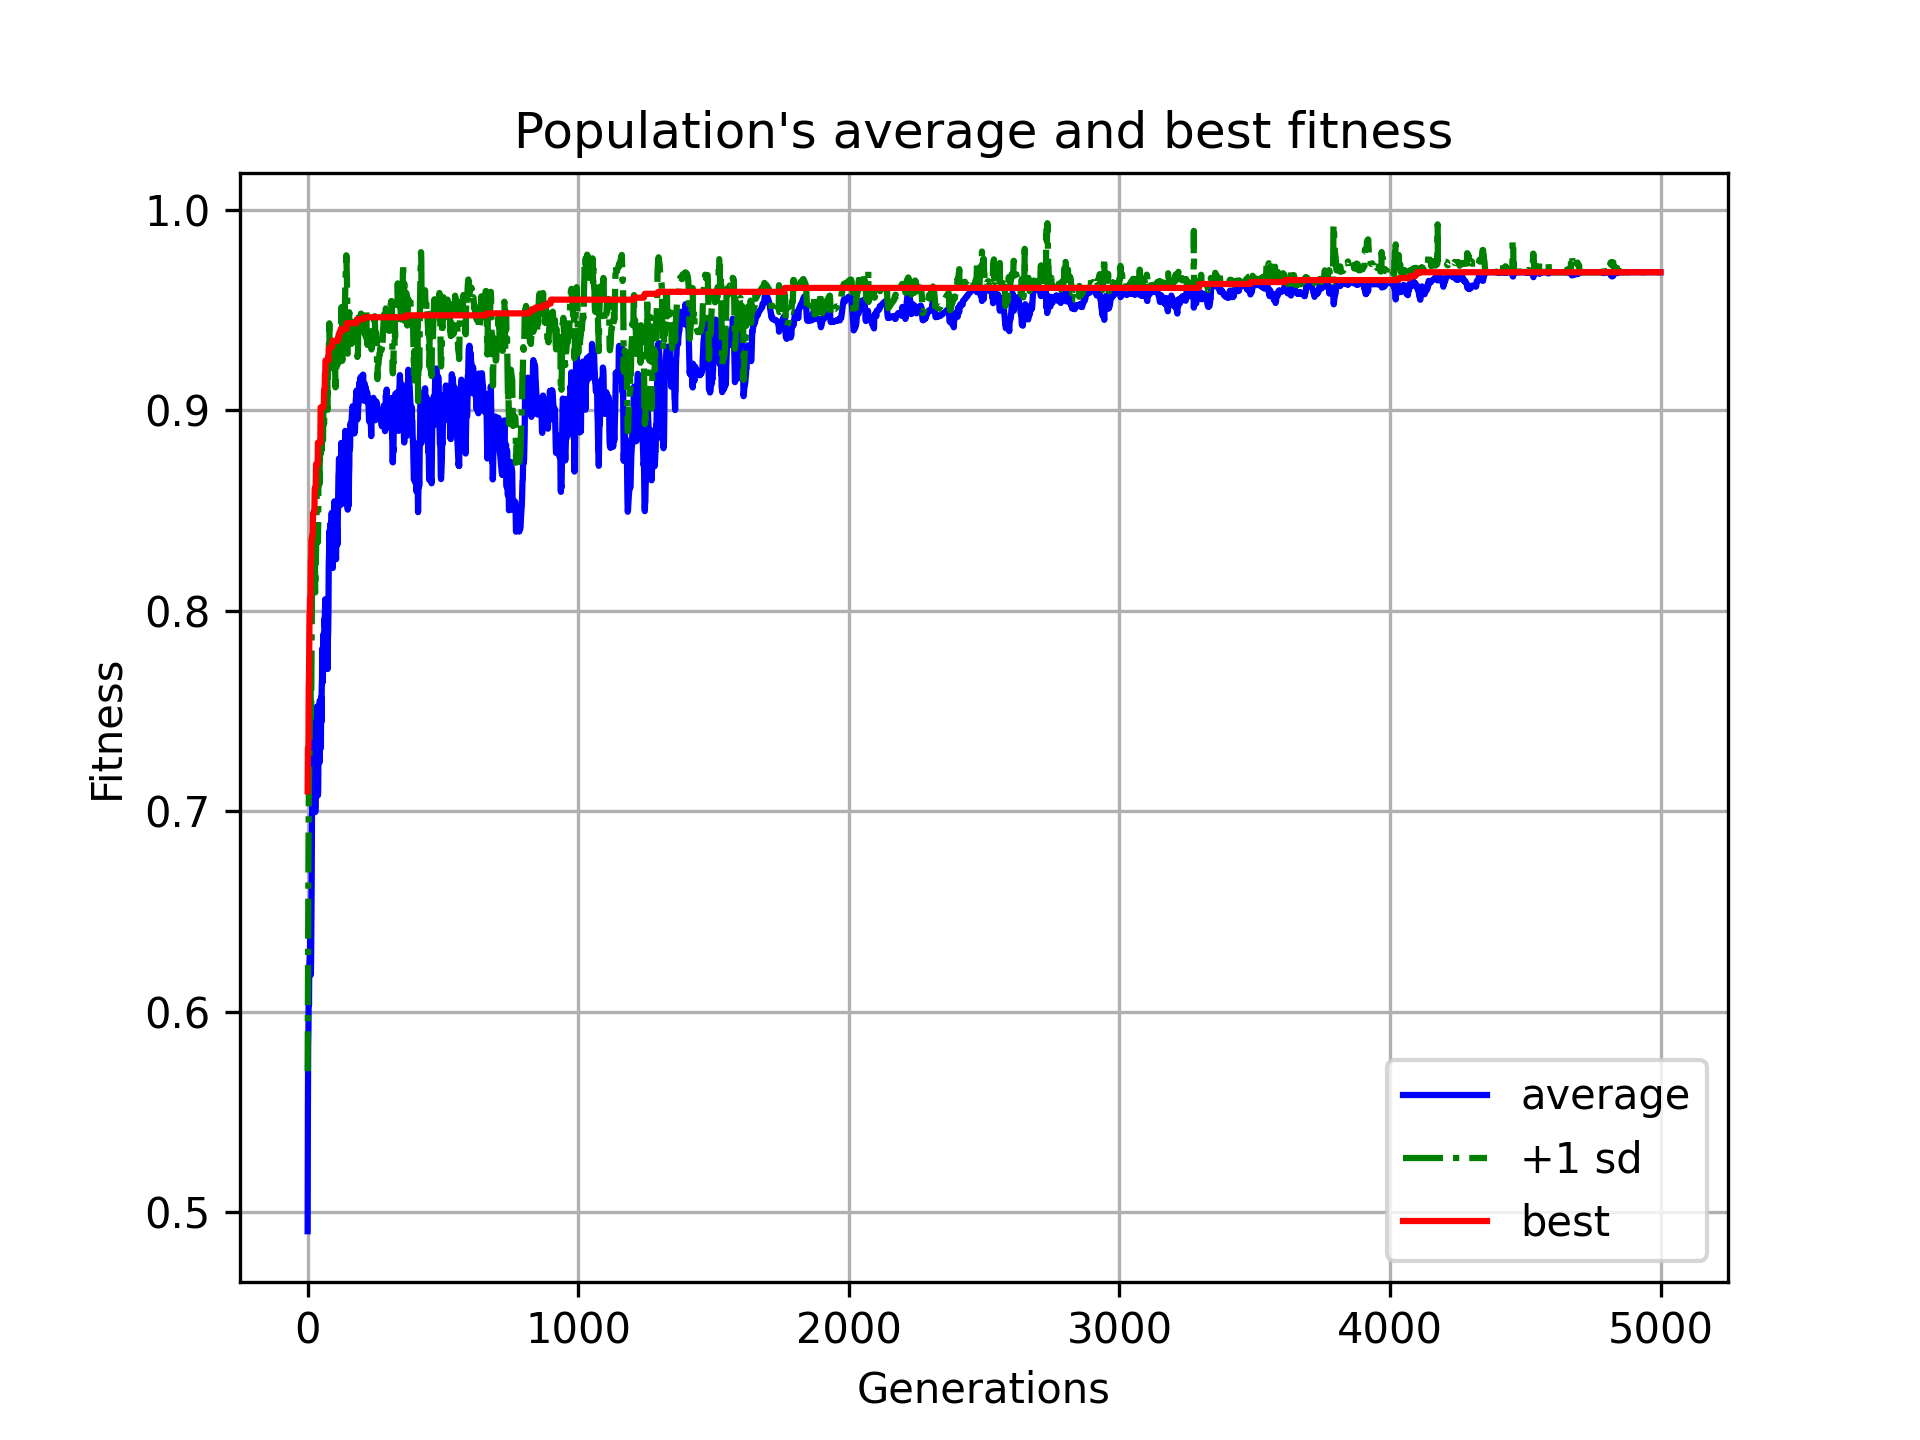 Population's average and best fitness
1.0
0.9
0.8
0.7
0.6
0.5
Fitness
average
+1 sd
best
0 1000 2000 3000 4000 5000
Generations